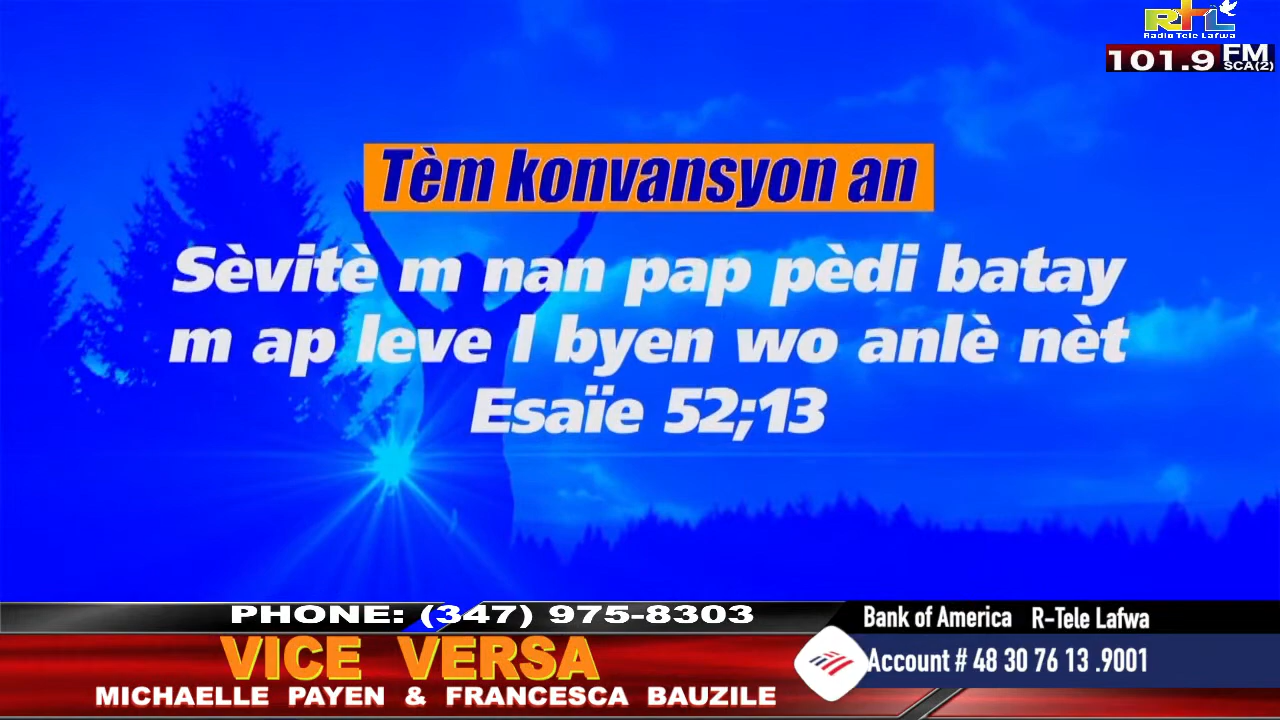 RTL
Radio Tele Lafwa
101.9 FM
SCA(2)
Tèm konvansyon an
Sèvitè m nan pap pèdi batay
m ap leve l byen wo anlè nèt
Esaïe 52;13
PHONE: (347) 975-8303
VICE VERSA
MICHAELLE PAYEN & FRANCESCA BAUZILE
Bank of America R-Tele Lafwa
Account # 48 30 76 13 .9001